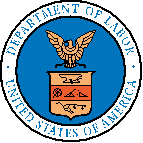 DEPARTMENT OF LABOR
UNITED STATES OF AMERICA